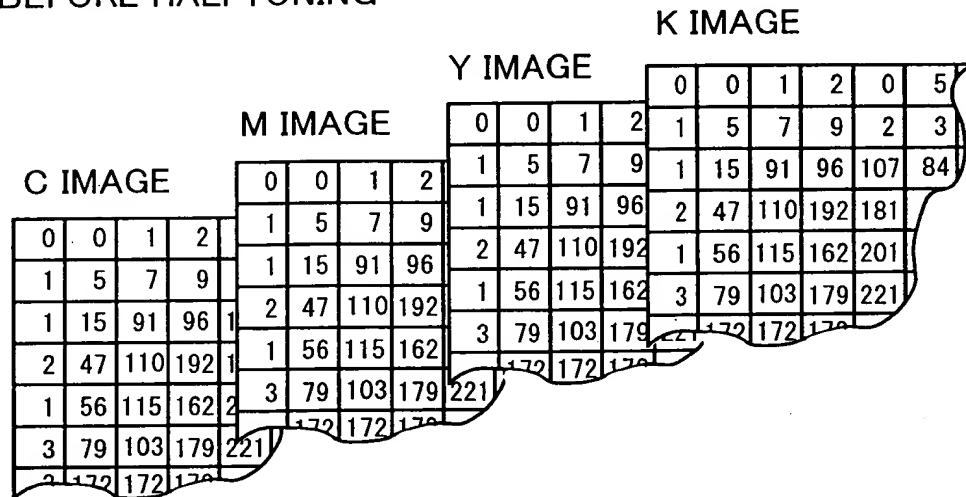 BEFORE HALFTONING
K IMAGE
0 0 1 2 0 5
1 5 7 9 2 3
1 15 91 96 107 84
2 47 110 192 181
1 56 115 162 201
3 79 103 179 221
172 172
Y IMAGE
0 0 1 2
1 5 7 9
1 15 91 96
2 47 110 192
1 56 115 162
3 79 103 179
172 172
M IMAGE
0 0 1 2
1 5 7 9
1 15 91 96
2 47 110 192
1 56 115 162
3 79 103 179 221
172 172
C IMAGE
0 0 1 2
1 5 7 9
1 15 91 96 1
2 47 110 192 1
1 56 115 162 2
3 79 103 179 221
172 172